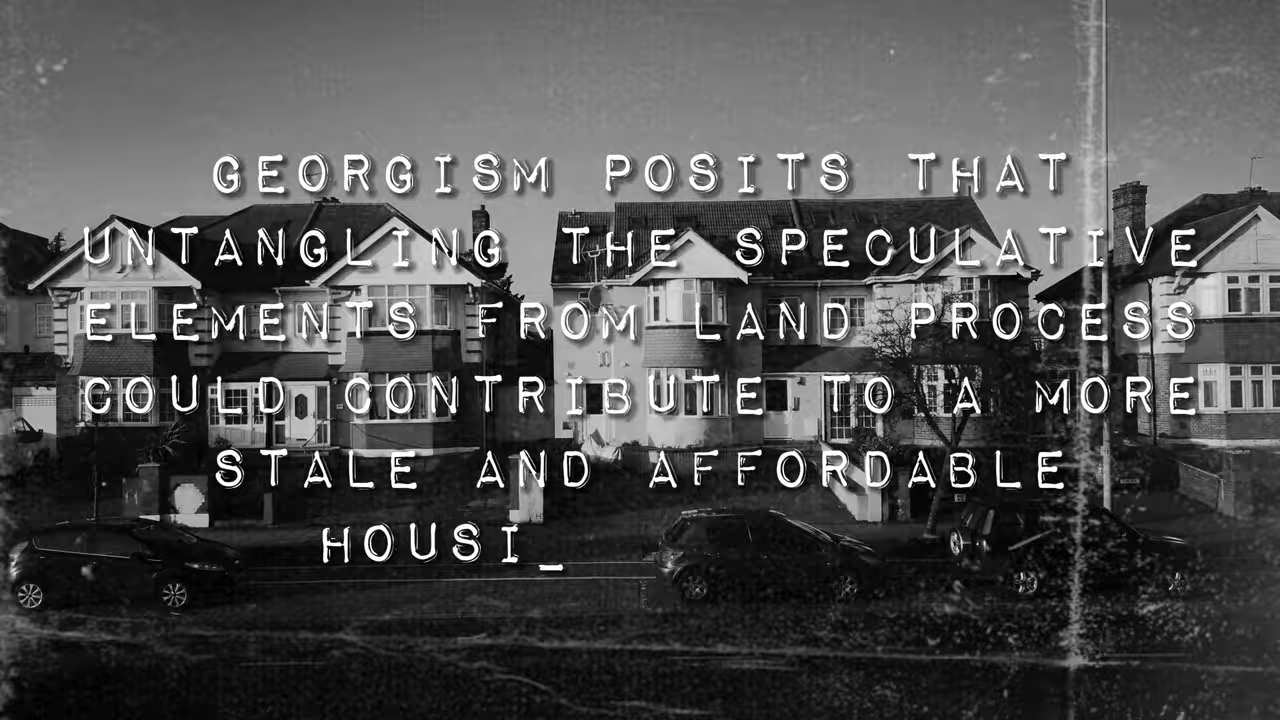 GEORGISM POSITS THAT
UNTANGLING THE SPECULATIVE
ELEMENTS FROM LAND PROCESS
COULD CONTRIBUTE TO A MORE
STALE AND AFFORDABLE
HOUSI_